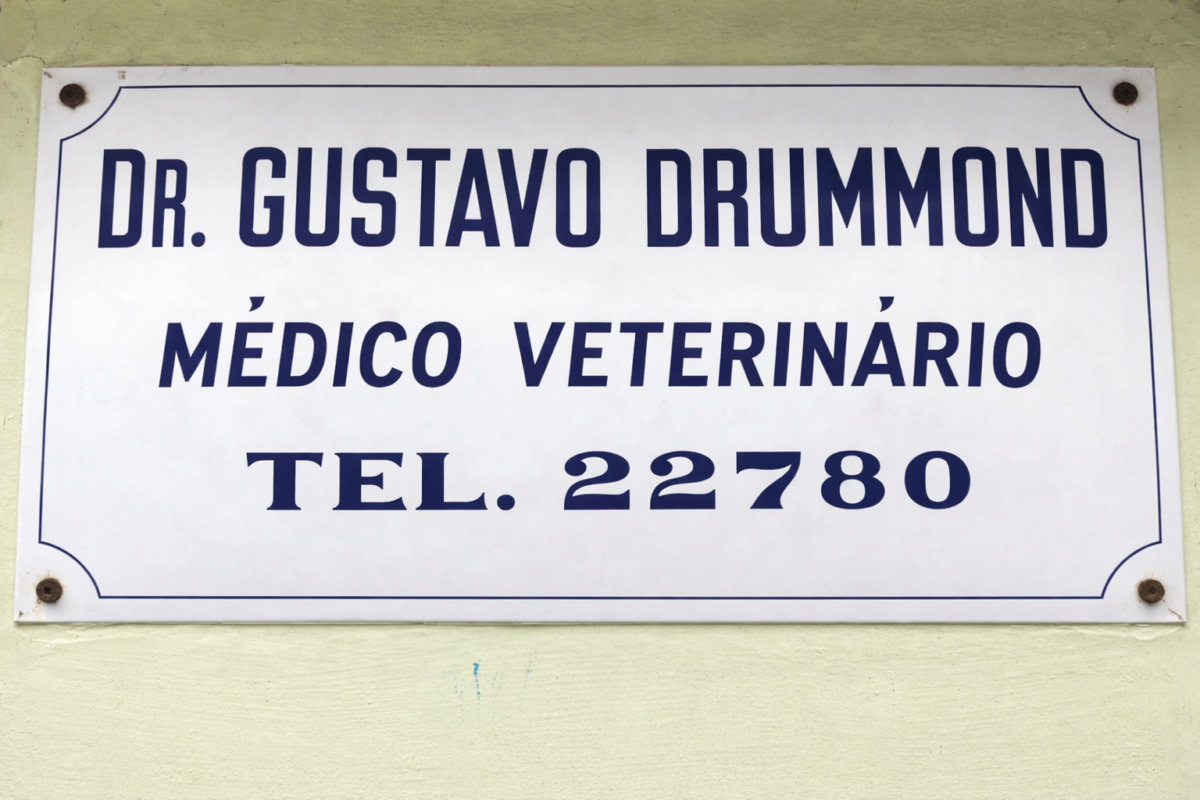 DR. GUSTAVO DRUMMOND
MÉDICO VETERINÁRIO
TEL. 22780